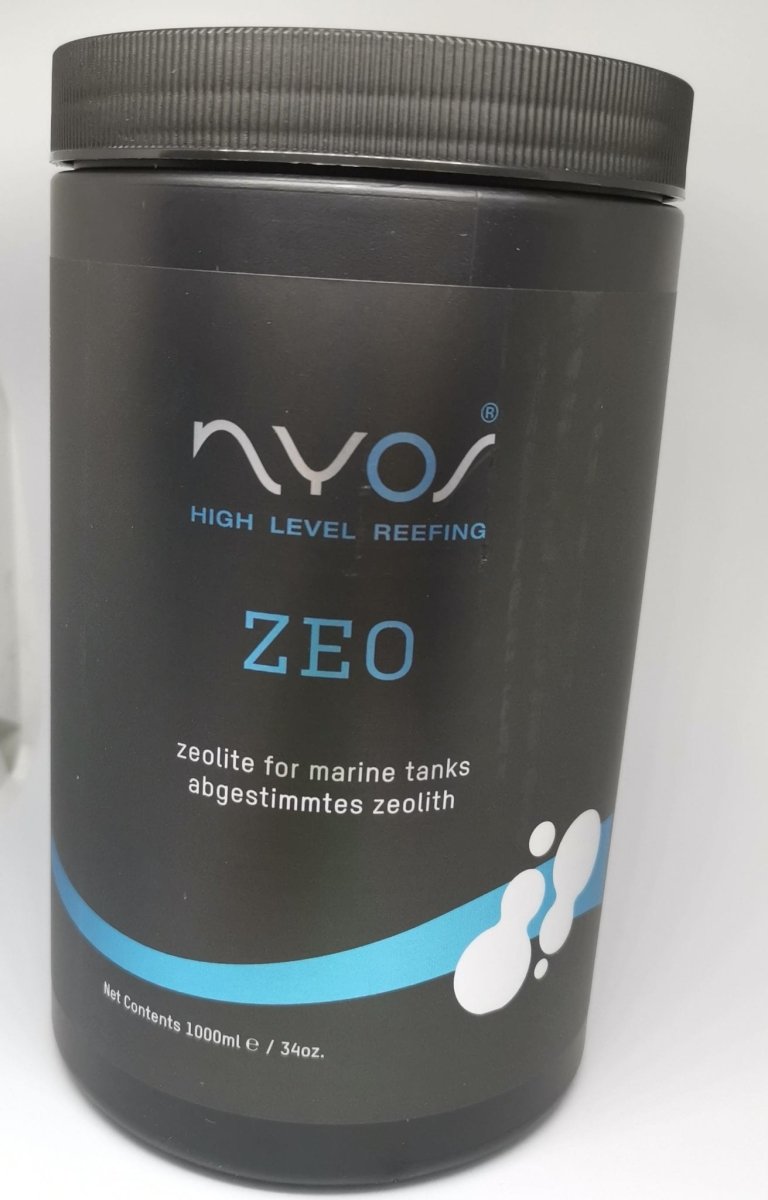 nyos®
HIGH LEVEL REEFING
ZEO
zeolite for marine tanks
abgestimmtes zeolith
Net Contents 1000ml ℮ / 34oz.